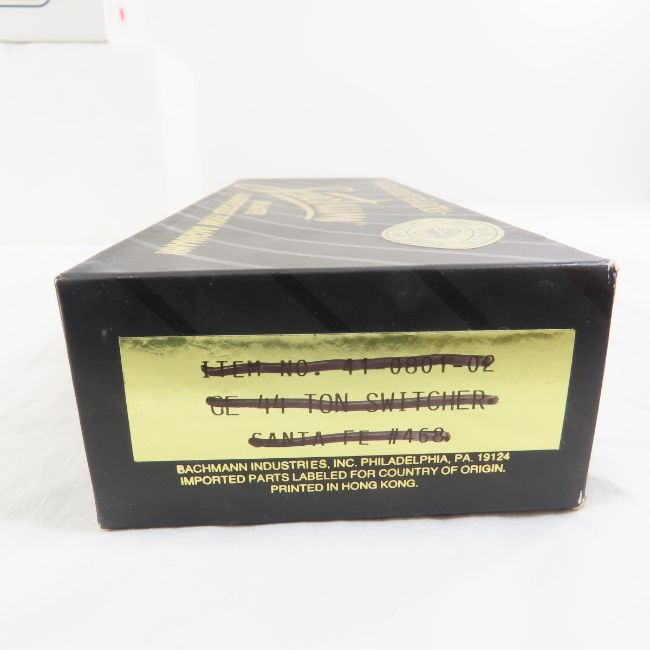 ITEM NO. 41-0801-02
GE 44 TON SWITCHER
SANTA FE #468
BACHMANN INDUSTRIES, INC. PHILADELPHIA, PA. 19124
IMPORTED PARTS LABELED FOR COUNTRY OF ORIGIN.
PRINTED IN HONG KONG.